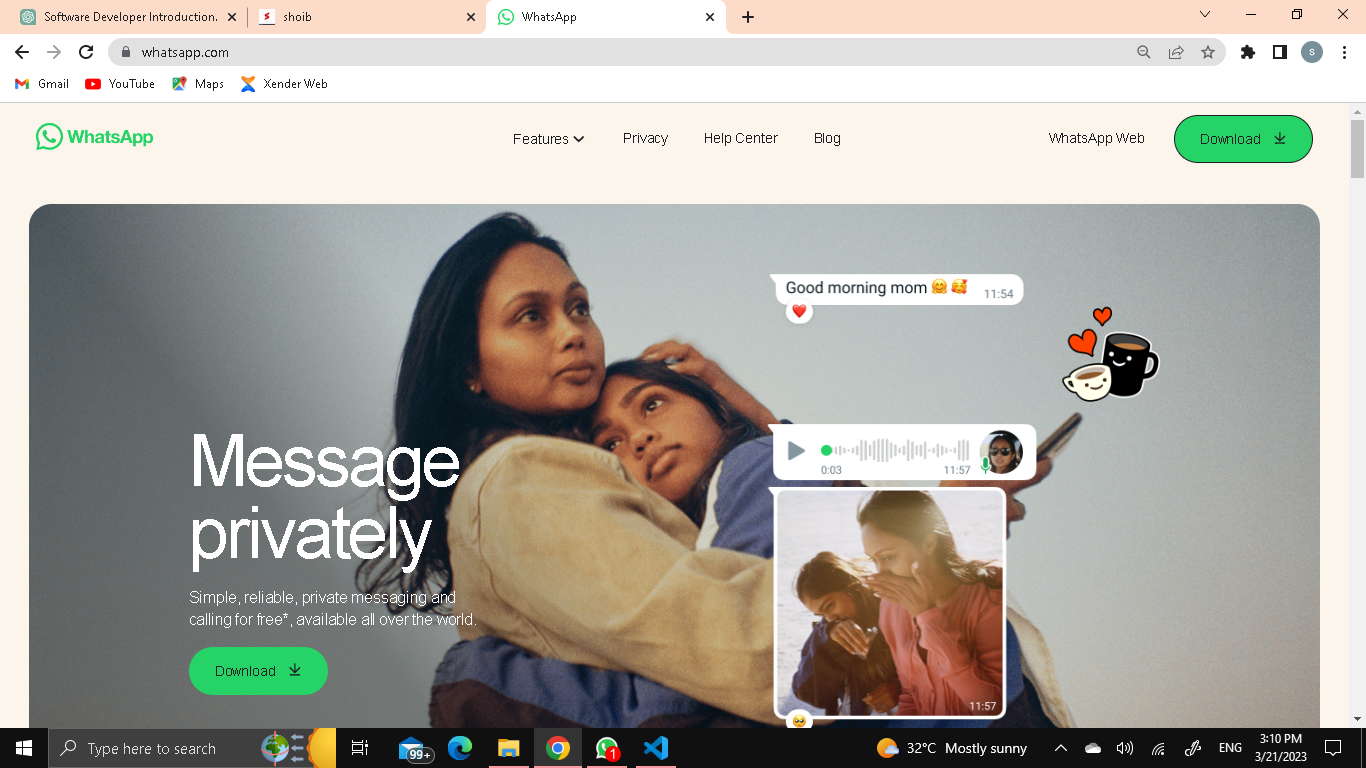 Software Developer Introduction.
shoib
WhatsApp
whatsapp.com
S
Gmail
YouTube
Maps
Xender Web
WhatsApp
Features
Privacy
Help Center
Blog
WhatsApp Web
Download
Good morning mom 🤗 🥰 11:54
Message
privately
0:03 11:57
Simple, reliable, private messaging and
calling for free*, available all over the world.
Download
11:57
Type here to search
99+
1
32°C Mostly sunny
ENG
3:10 PM
3/21/2023